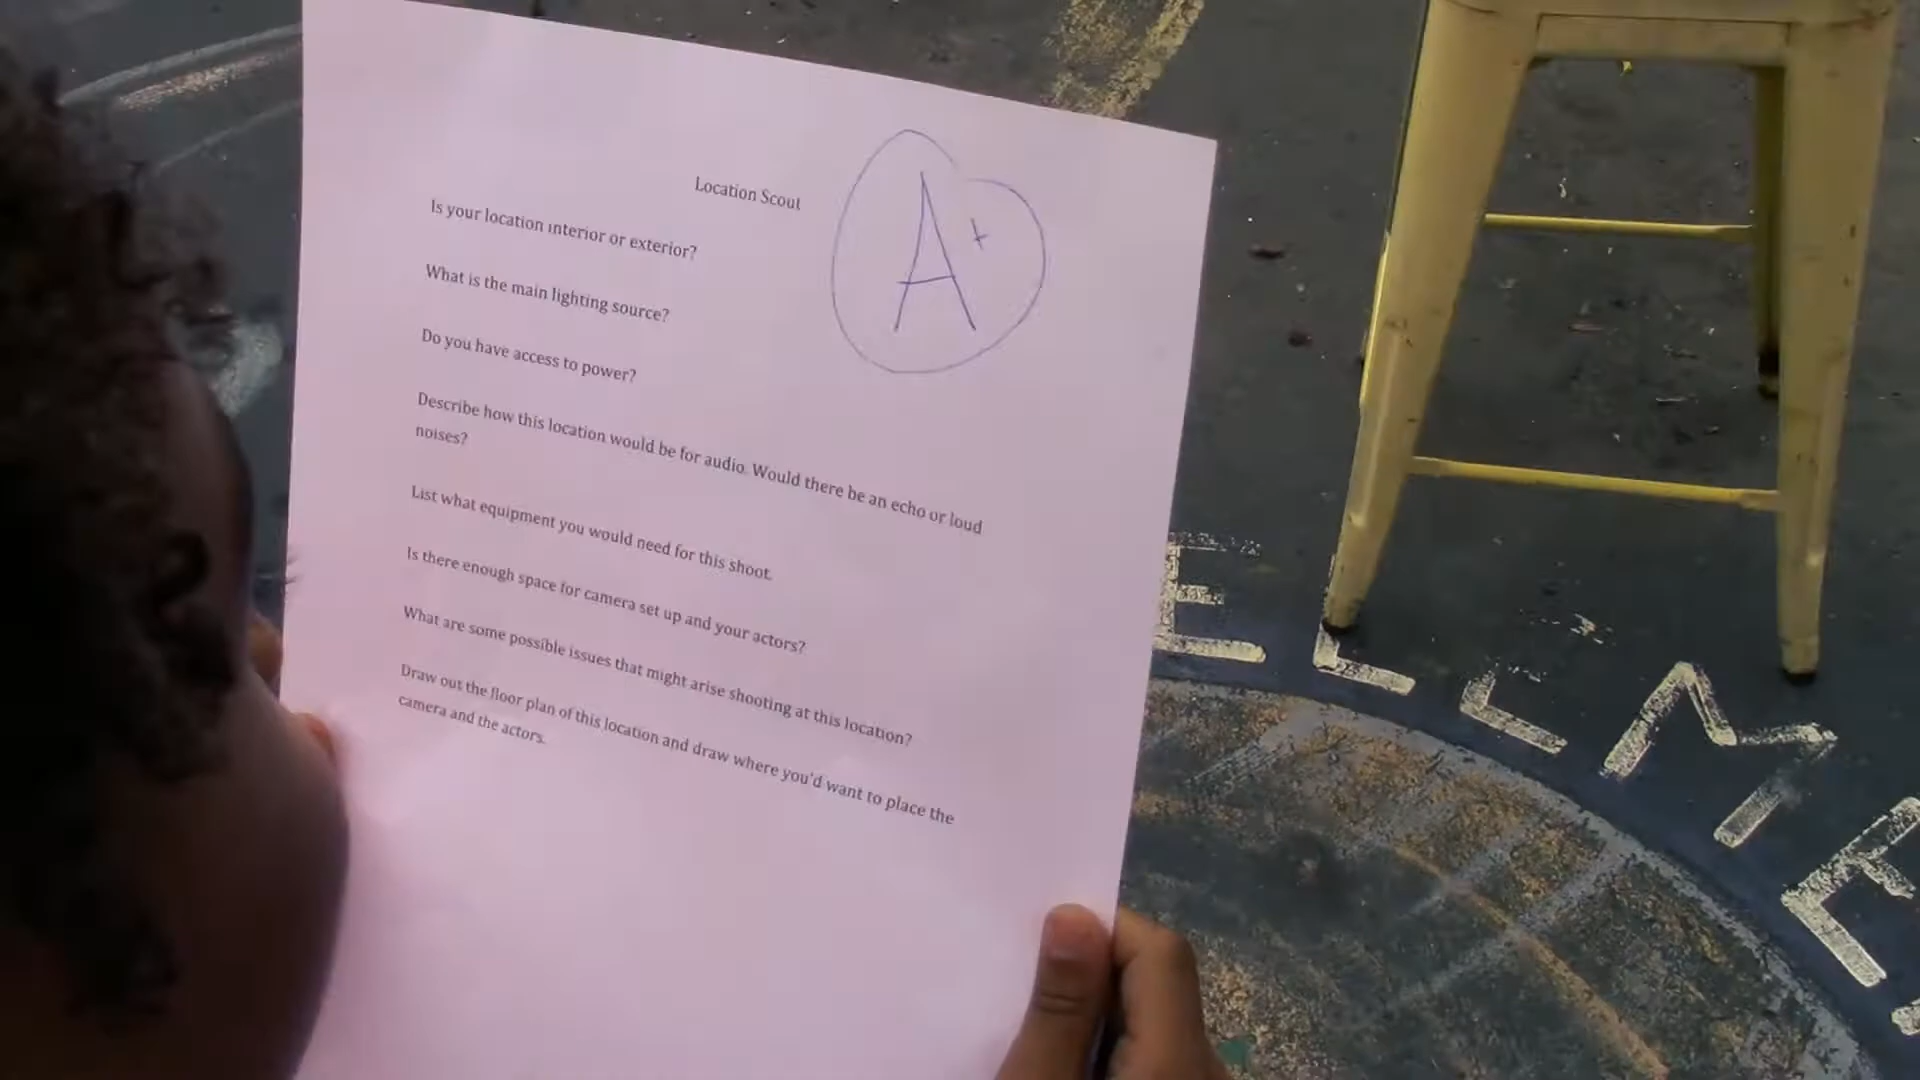 Location Scout
A+
Is your location interior or exterior?
What is the main lighting source?
Do you have access to power?
Describe how this location would be for audio. Would there be an echo or loud
noises?
List what equipment you would need for this shoot.
Is there enough space for camera set up and your actors?
What are some possible issues that might arise shooting at this location?
Draw out the floor plan of this location and draw where you'd want to place the
camera and the actors.